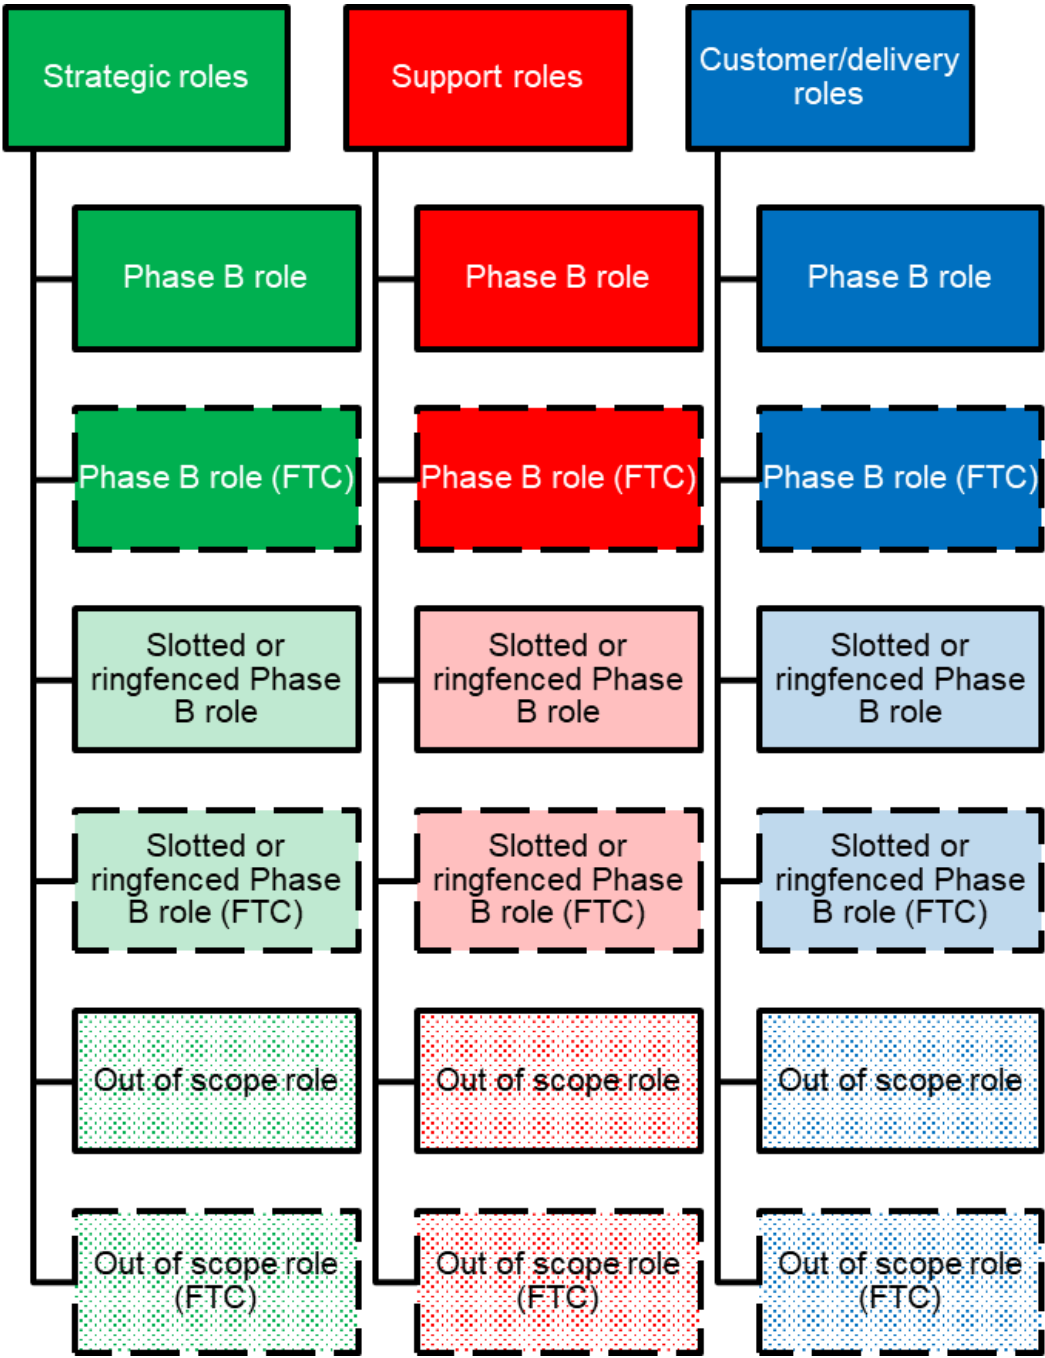 Strategic roles
Phase B role
Phase B role (FTC)
Slotted or
ringfenced Phase
B role
Slotted or
ringfenced Phase
B role (FTC)
Out of scope role
Out of scope role
(FTC)
Support roles
Phase B role
Phase B role (FTC)
Slotted or
ringfenced Phase
B role
Slotted or
ringfenced Phase
B role (FTC)
Out of scope role
Out of scope role
(FTC)
Customer/delivery
roles
Phase B role
Phase B role (FTC)
Slotted or
ringfenced Phase
B role
Slotted or
ringfenced Phase
B role (FTC)
Out of scope role
Out of scope role
(FTC)